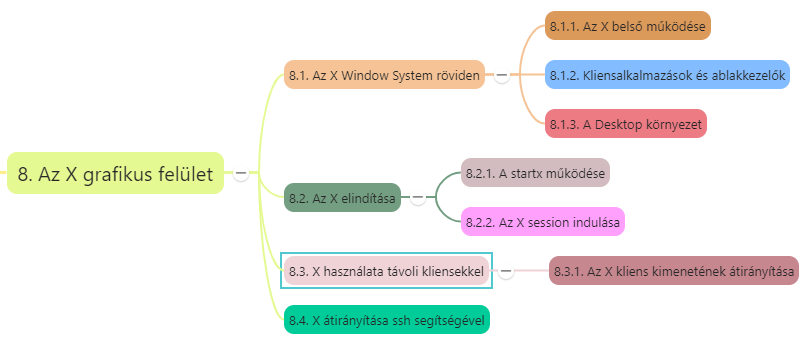 8. Az X grafikus felület
8.1. Az X Window System röviden
8.1.1. Az X belső működése
8.1.2. Kliensalkalmazások és ablakkezelők
8.1.3. A Desktop környezet
8.2. Az X elindítása
8.2.1. A startx működése
8.2.2. Az X session indulása
8.3. X használata távoli kliensekkel
8.3.1. Az X kliens kimenetének átirányítása
8.4. X átirányítása ssh segítségével